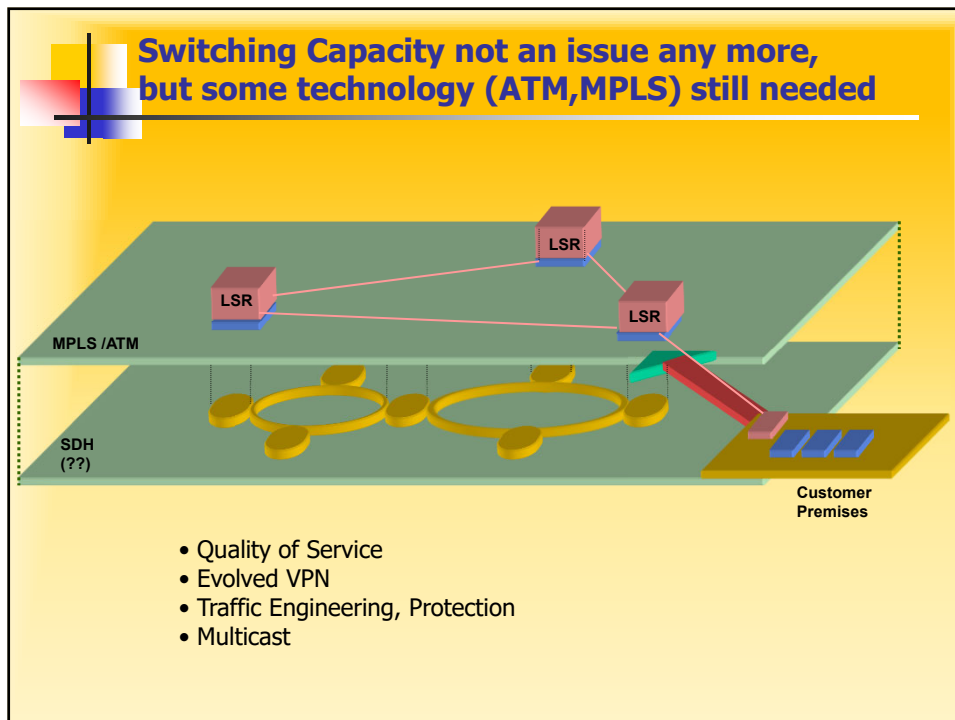 Switching Capacity not an issue any more,
but some technology (ATM,MPLS) still needed
LSR
LSR
LSR
MPLS /ATM
SDH
(??)
Customer
Premises
• Quality of Service
• Evolved VPN
• Traffic Engineering, Protection
• Multicast